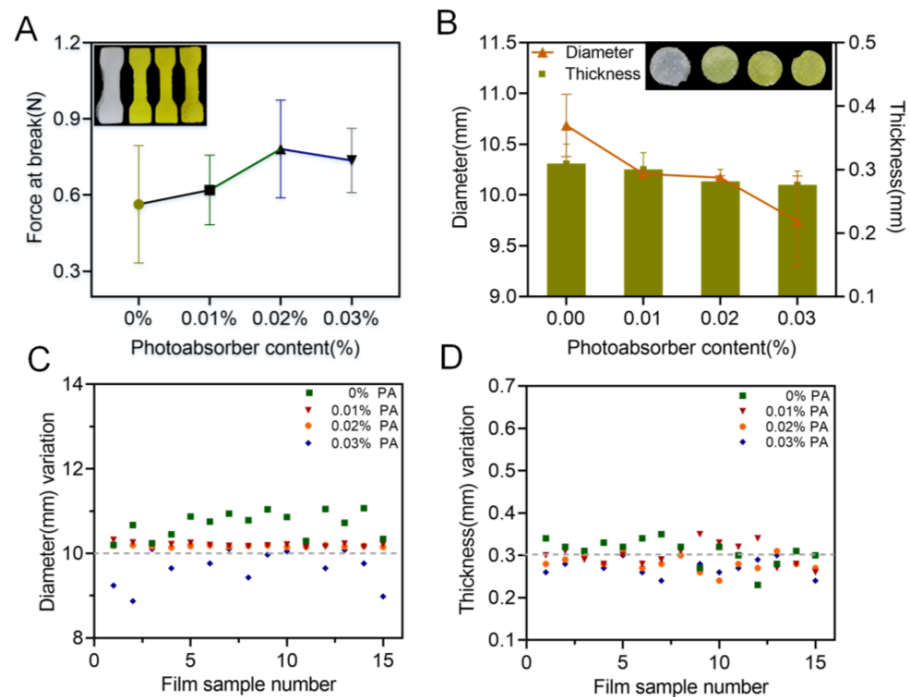 A
Force at break(N)
1.2
0.9
0.6
0.3
0% 0.01% 0.02% 0.03%
Photoabsorber content(%)
B
Diameter(mm)
11.5
11.0
10.5
10.0
9.5
9.0
Diameter
Thickness
0.5
0.4
0.3
0.2
0.1
Thickness(mm)
0.00 0.01 0.02 0.03
Photoabsorber content(%)
C
Diameter(mm) variation
14
12
10
8
0% PA
0.01% PA
0.02% PA
0.03% PA
0 5 10 15
Film sample number
D
Thickness(mm) variation
0.7
0.6
0.5
0.4
0.3
0.2
0.1
0% PA
0.01% PA
0.02% PA
0.03% PA
0 5 10 15
Film sample number